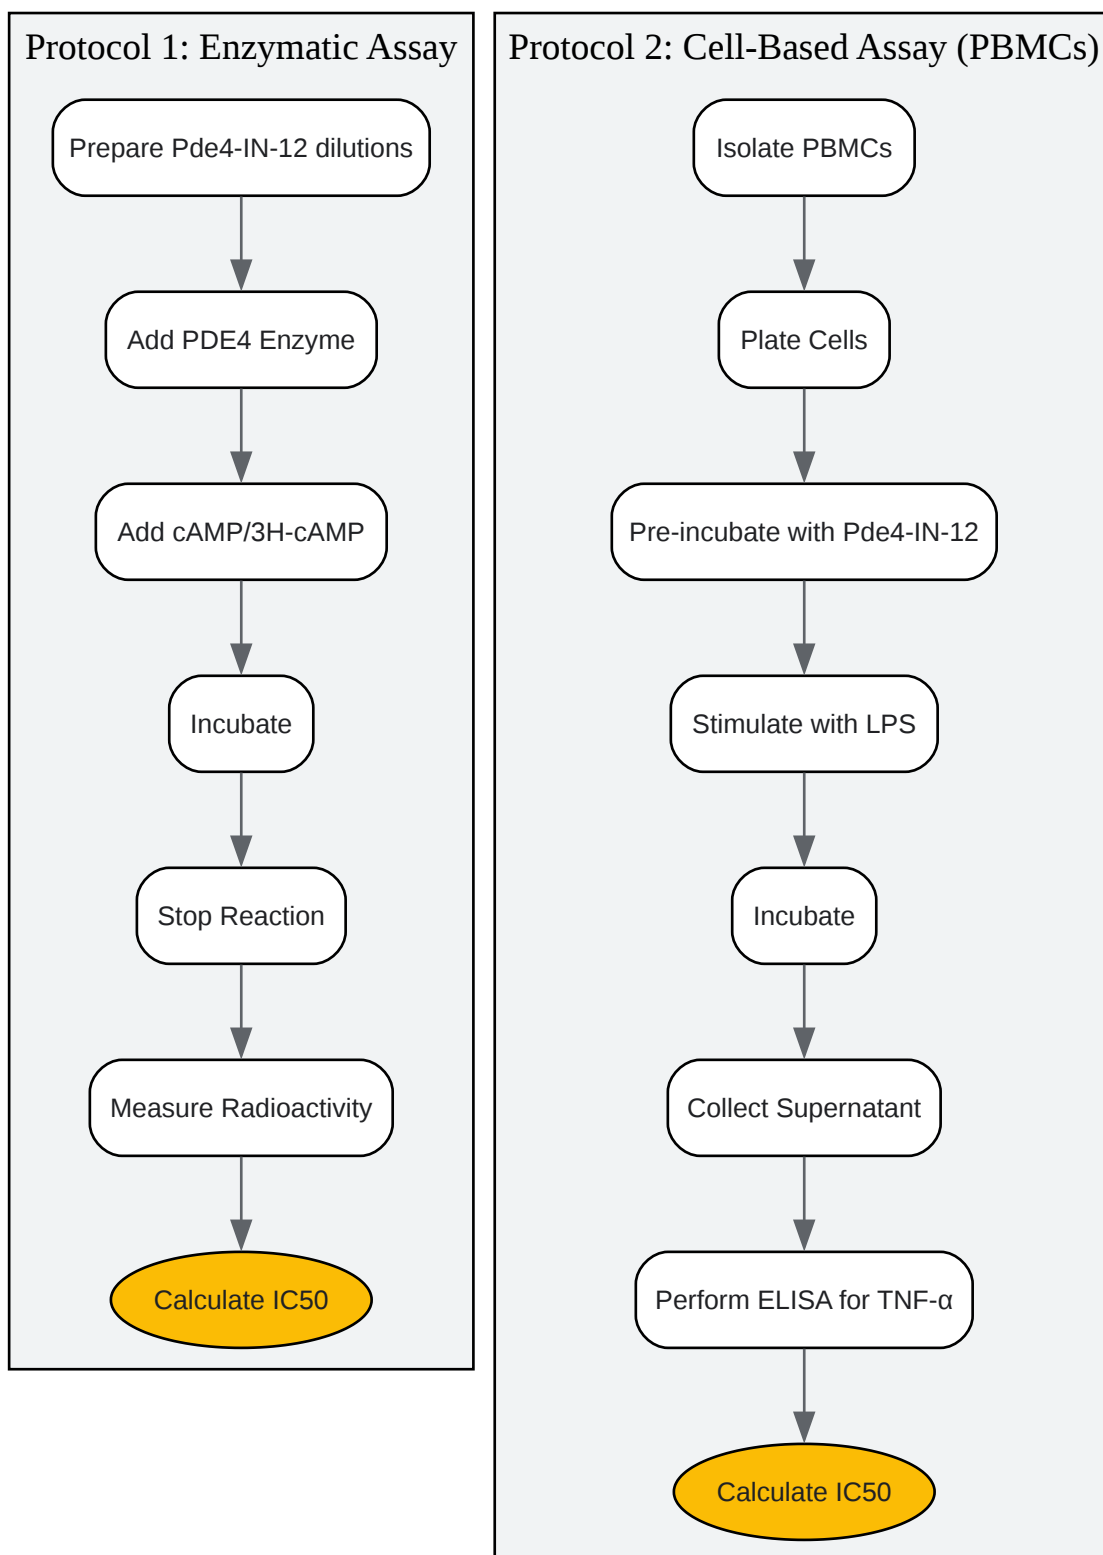 Protocol 1: Enzymatic Assay
Prepare Pde4-IN-12 dilutions
Add PDE4 Enzyme
Add cAMP/3H-cAMP
Incubate
Stop Reaction
Measure Radioactivity
Calculate IC50
Protocol 2: Cell-Based Assay (PBMCs)
Isolate PBMCs
Plate Cells
Pre-incubate with Pde4-IN-12
Stimulate with LPS
Incubate
Collect Supernatant
Perform ELISA for TNF-α
Calculate IC50